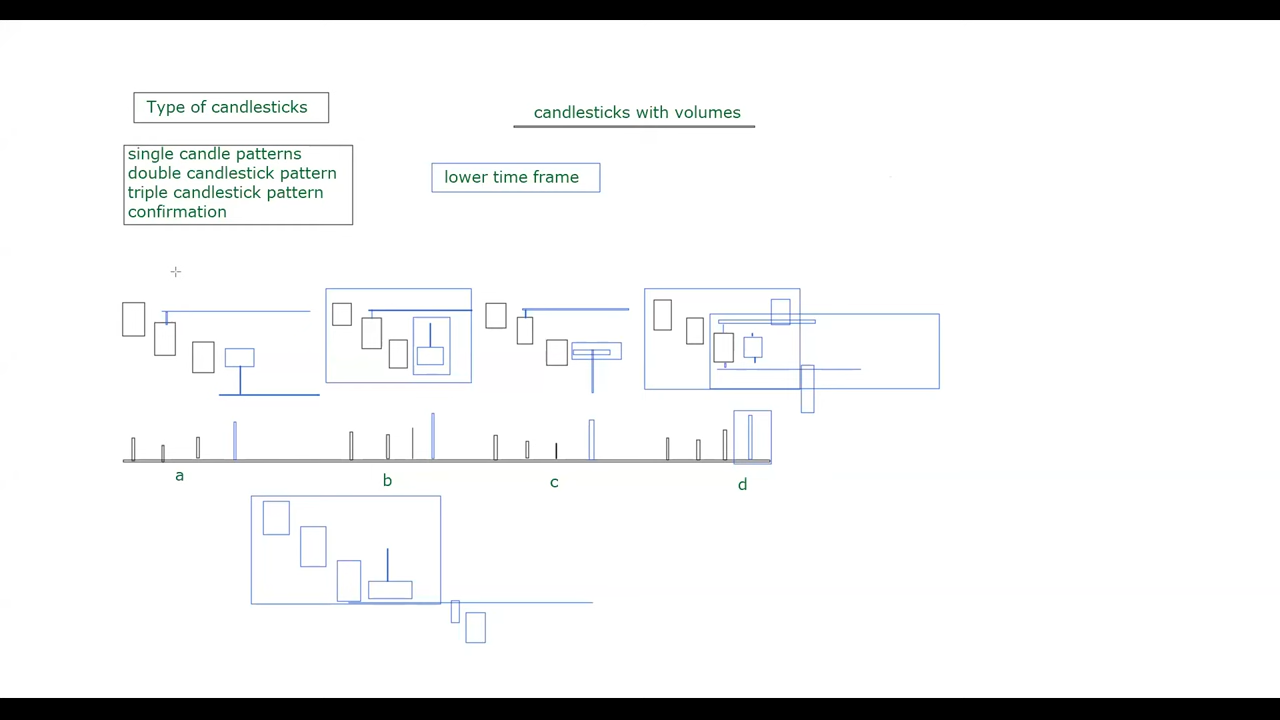 Type of candlesticks
candlesticks with volumes
single candle patterns
double candlestick pattern
triple candlestick pattern
confirmation
lower time frame
a
b
c
d